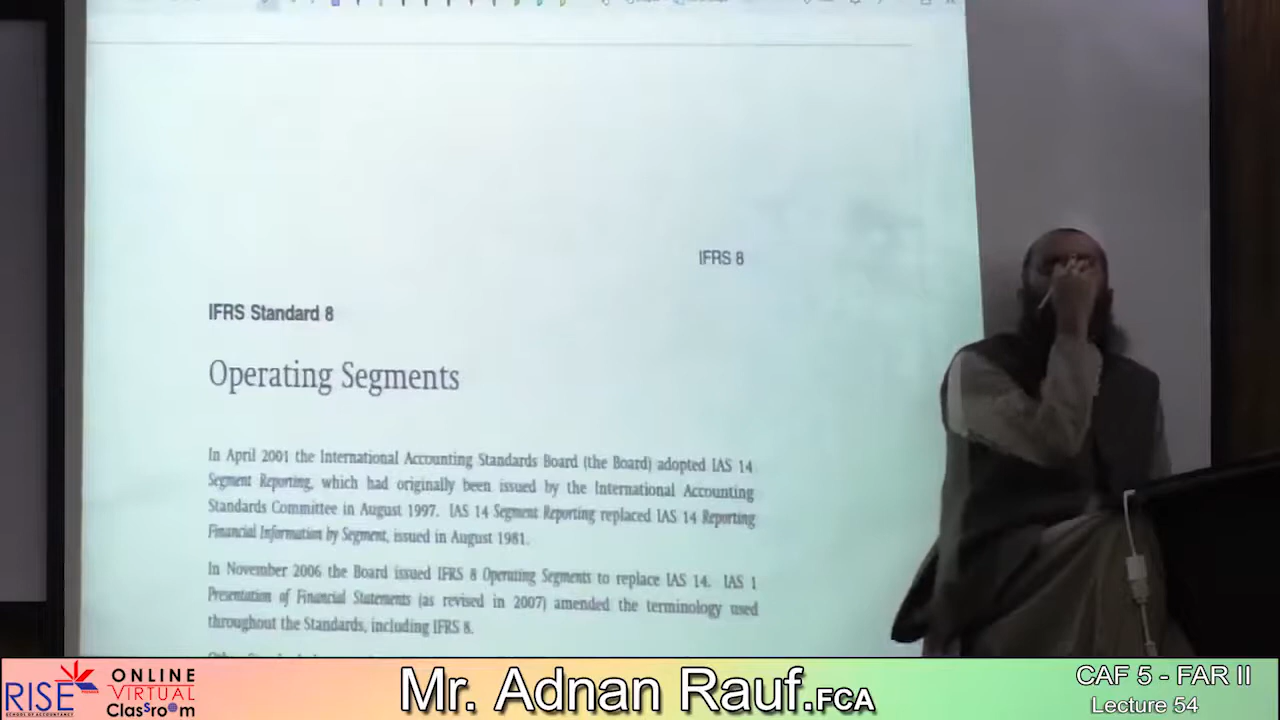 IFRS 8
IFRS Standard 8
Operating Segments
In April 2001 the International Accounting Standards Board (the Board) adopted IAS 14
Segment Reporting, which had originally been issued by the International Accounting
Standards Committee in August 1997. IAS 14 Segment Reporting replaced IAS 14 Reporting
Financial Information by Segment, issued in August 1981.
In November 2006 the Board issued IFRS 8 Operating Segments to replace IAS 14. IAS 1
Presentation of Financial Statements (as revised in 2007) amended the terminology used
throughout the Standards, including IFRS 8.
RISE
SCHOOL OF ACCOUNTANCY
ONLINE
VIRTUAL
Classroom
Mr. Adnan Rauf.FCA
CAF 5 - FAR II
Lecture 54